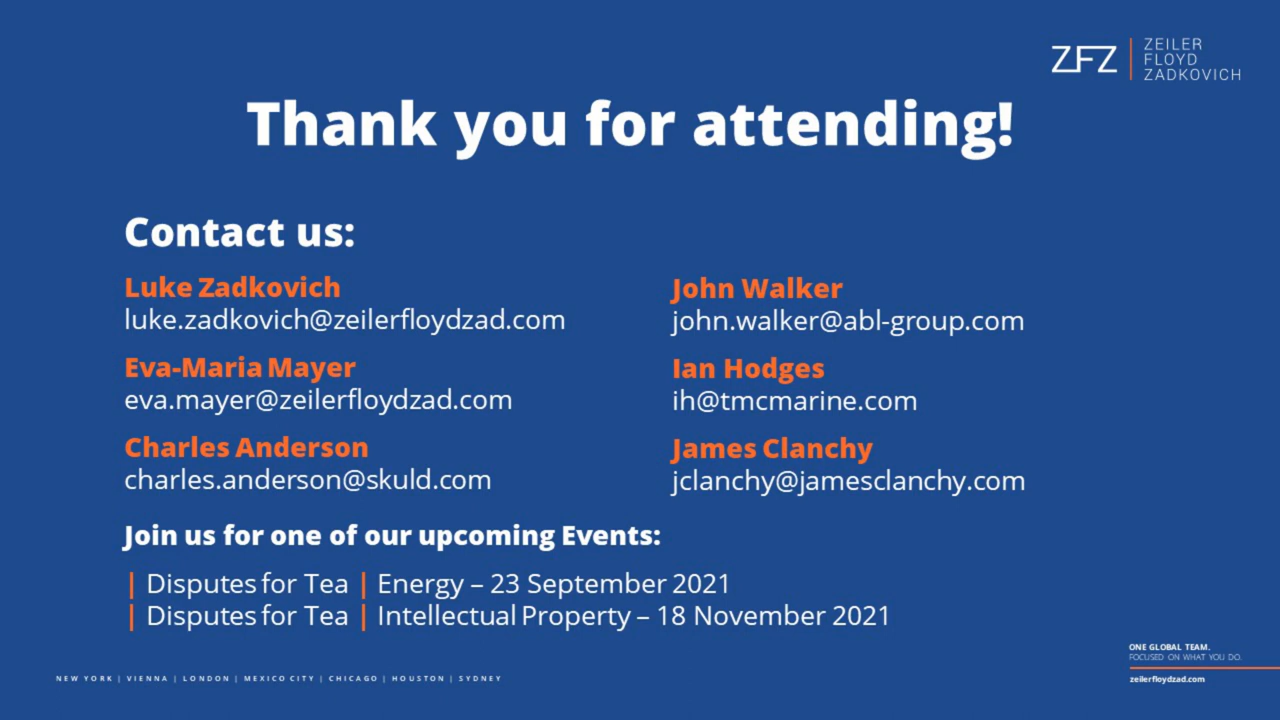 ZFZ
ZEILER
FLOYD
ZADKOVICH
Thank you for attending!
Contact us:
Luke Zadkovich
luke.zadkovich@zeilerfloydzad.com
Eva-Maria Mayer
eva.mayer@zeilerfloydzad.com
Charles Anderson
charles.anderson@skuld.com
John Walker
john.walker@abl-group.com
Ian Hodges
ih@tmcmarine.com
James Clanchy
jclanchy@jamesclanchy.com
Join us for one of our upcoming Events:
| Disputes for Tea | Energy – 23 September 2021
| Disputes for Tea | Intellectual Property – 18 November 2021
NEW YORK | VIENNA | LONDON | MEXICO CITY | CHICAGO | HOUSTON | SYDNEY
ONE GLOBAL TEAM.
FOCUSED ON WHAT YOU DO.
zeilerfloydzad.com